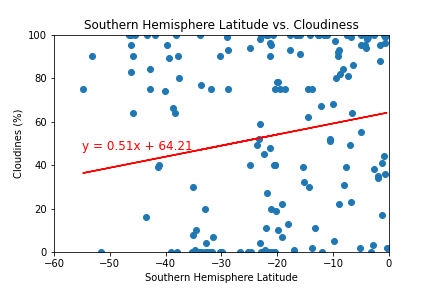 Southern Hemisphere Latitude vs. Cloudiness
Cloudines (%)
100
80
60
40
20
0
y = 0.51x + 64.21
−60 −50 −40 −30 −20 −10 0
Southern Hemisphere Latitude